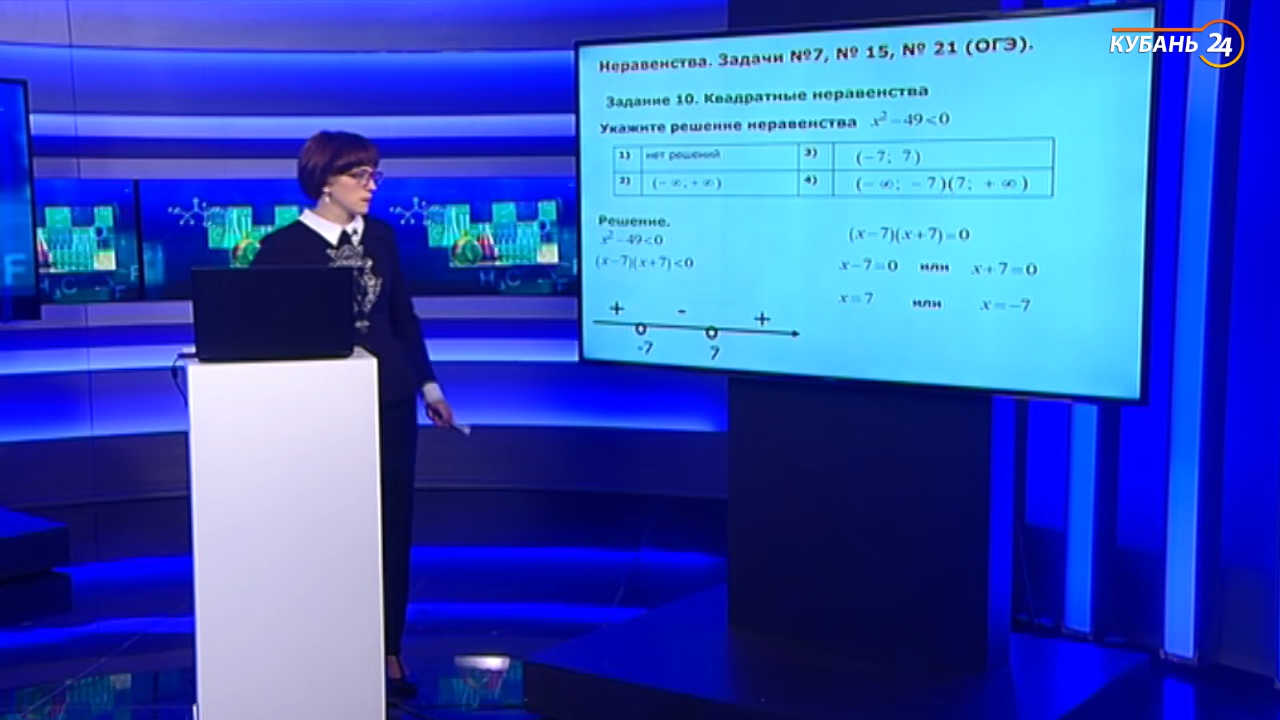 КУБАНЬ 24
Неравенства. Задачи №7, № 15, № 21 (ОГЭ).
Задание 10. Квадратные неравенства
Укажите решение неравенства x² − 49 < 0
1) нет решений 3) (−7; 7)
2) (−∞; +∞) 4) (−∞; −7)(7; +∞)
Решение.
x² − 49 < 0
(x−7)(x+7) < 0
(x−7)(x+7) = 0
x−7=0 или x+7=0
x=7 или x=−7
+ - +
-7 7
H₃C F
F